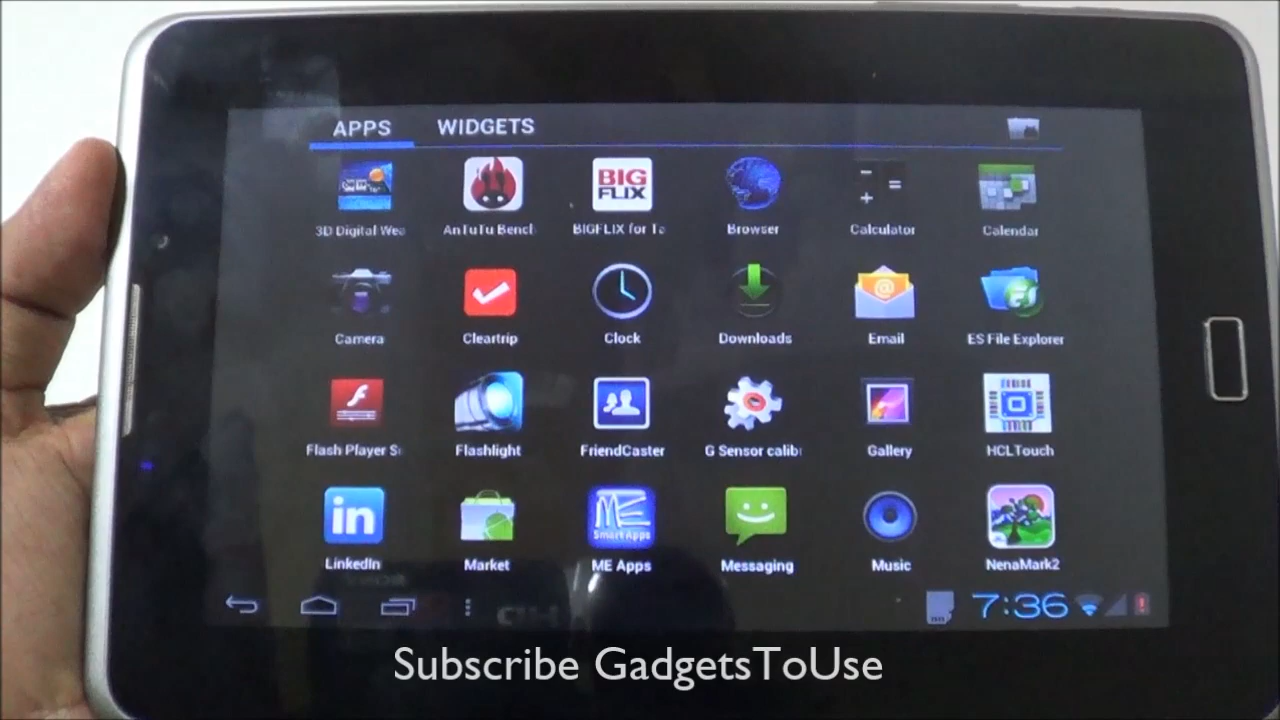 APPS WIDGETS
BIG
FLIX
3D Digital Wea AnTuTu Bench BIGFLIX for Ta Browser Calculator Calendar
@
Camera Cleartrip Clock Downloads Email ES File Explorer
Flash Player Se Flashlight FriendCaster G Sensor calibr Gallery HCLTouch
in ME
Smart Apps
LinkedIn Market ME Apps Messaging Music NenaMark2
7:36
Subscribe GadgetsToUse